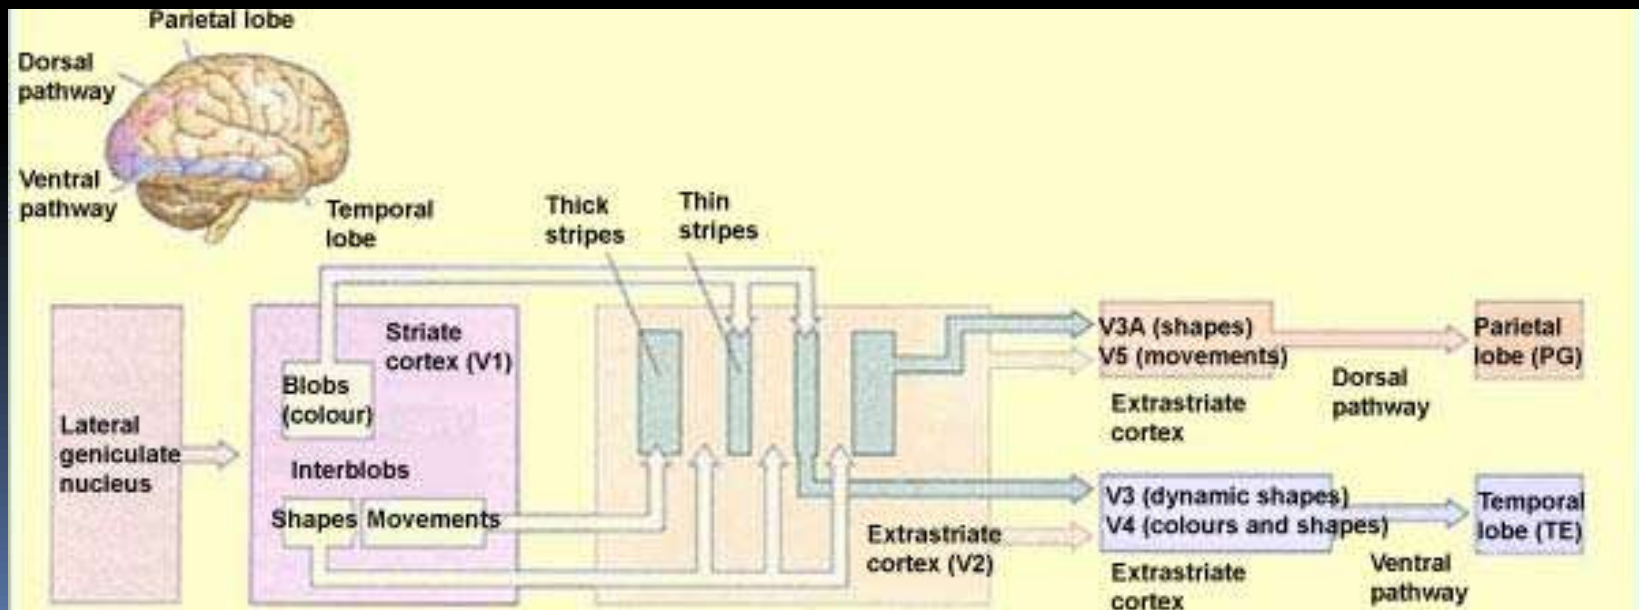 Parietal lobe
Dorsal
pathway
Ventral
pathway
Temporal
lobe
Thick
stripes
Thin
stripes
Lateral
geniculate
nucleus
Striate
cortex (V1)
Blobs
(colour)
Interblobs
Shapes
Movements
Extrastriate
cortex (V2)
V3A (shapes)
V5 (movements)
Extrastriate
cortex
Dorsal
pathway
Parietal
lobe (PG)
V3 (dynamic shapes)
V4 (colours and shapes)
Extrastriate
cortex
Ventral
pathway
Temporal
lobe (TE)